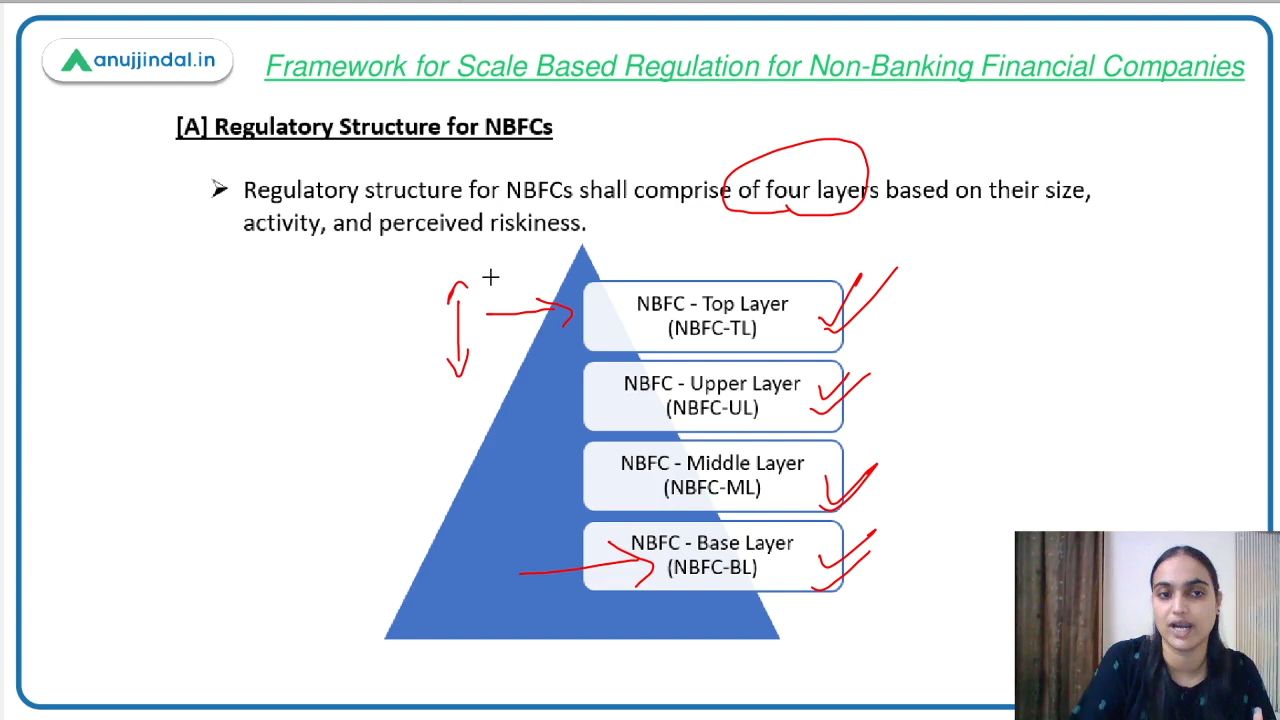 anujjindal.in
Framework for Scale Based Regulation for Non-Banking Financial Companies
[A] Regulatory Structure for NBFCs
Regulatory structure for NBFCs shall comprise of four layers based on their size,
activity, and perceived riskiness.
NBFC - Top Layer
(NBFC-TL)
NBFC - Upper Layer
(NBFC-UL)
NBFC - Middle Layer
(NBFC-ML)
NBFC - Base Layer
(NBFC-BL)